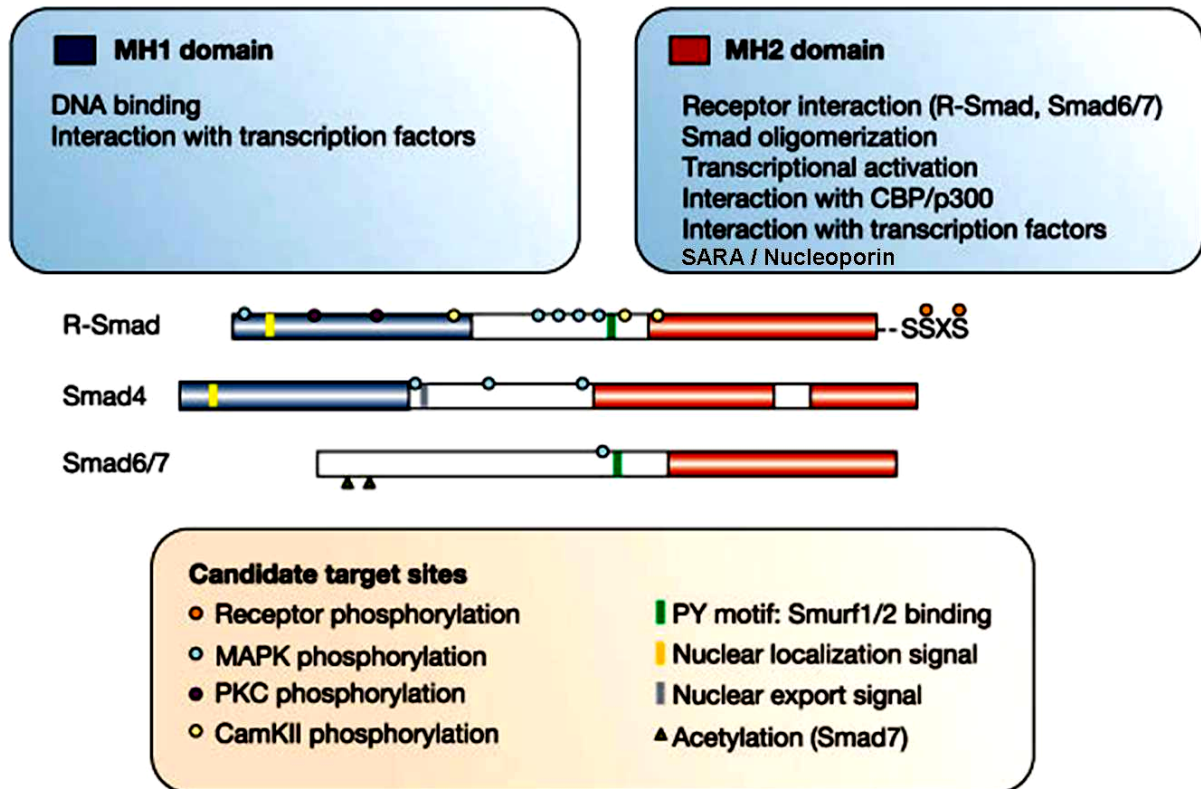 MH1 domain
DNA binding
Interaction with transcription factors
MH2 domain
Receptor interaction (R-Smad, Smad6/7)
Smad oligomerization
Transcriptional activation
Interaction with CBP/p300
Interaction with transcription factors
SARA / Nucleoporin
R-Smad
--SSXS
Smad4
Smad6/7
Candidate target sites
Receptor phosphorylation
MAPK phosphorylation
PKC phosphorylation
CamKII phosphorylation
PY motif: Smurf1/2 binding
Nuclear localization signal
Nuclear export signal
Acetylation (Smad7)